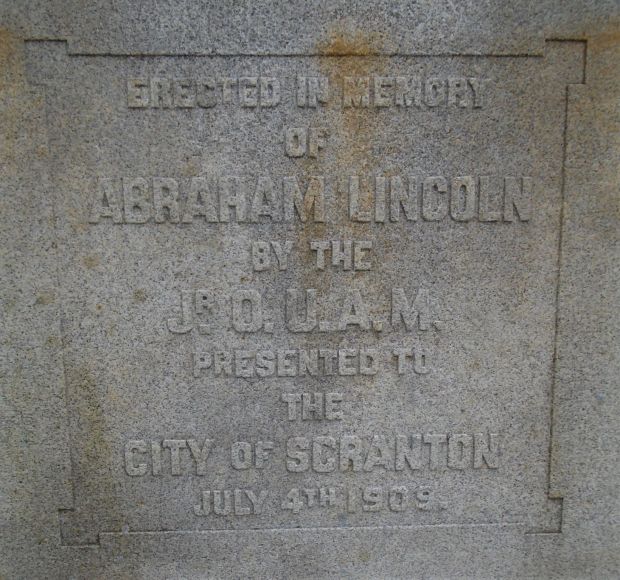 ERECTED IN MEMORY
OF
ABRAHAM LINCOLN
BY THE
JR. O. U. A. M.
PRESENTED TO
THE
CITY OF SCRANTON
JULY 4TH 1909.